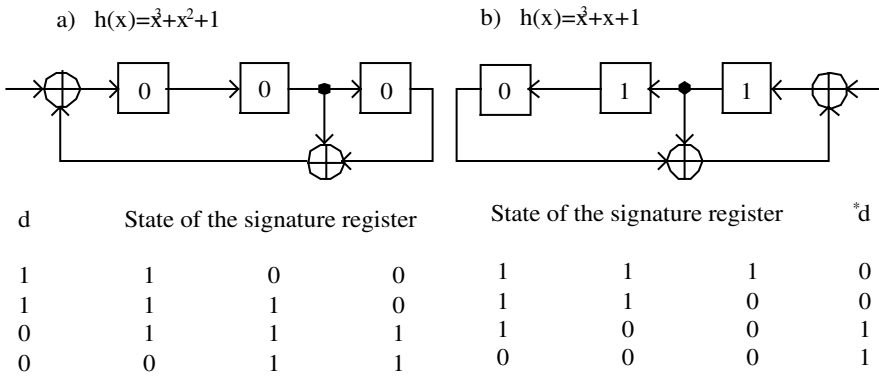 a) h(x)=x³+x²+1
b) h(x)=x³+x+1
0 0 0
0 1 1
d State of the signature register
State of the signature register *d
1 1 0 0
1 1 1 0
0 1 1 1
0 0 1 1
1 1 1 0
1 1 0 0
1 0 0 1
0 0 0 1